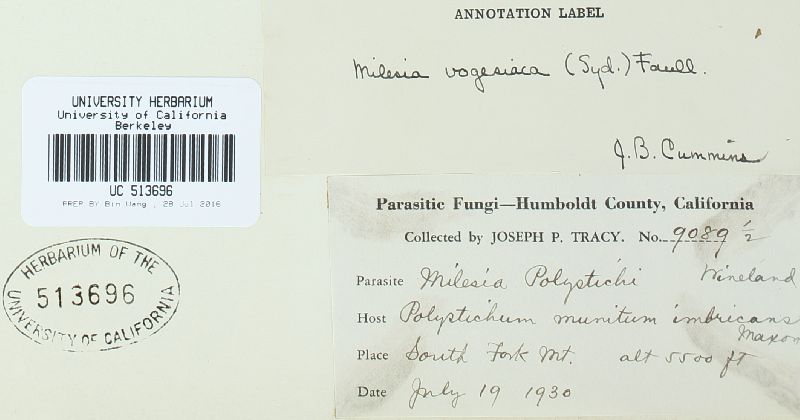 ANNOTATION LABEL
Milesia vogesiaca (Syd.) Faull.
J.B. Cummins
UNIVERSITY HERBARIUM
University of California
Berkeley
UC 513696
PREP. BY Bin Wang , 28 Jul 2016
HERBARIUM OF THE
513696
UNIVERSITY OF CALIFORNIA
Parasitic Fungi—Humboldt County, California
Collected by JOSEPH P. TRACY. No. 9089 1/2
Parasite Milesia Polystichi Wineland
Host Polystichum munitum imbricans
Maxon
Place South Fork Mt. alt 5500 ft
Date July 19 1930